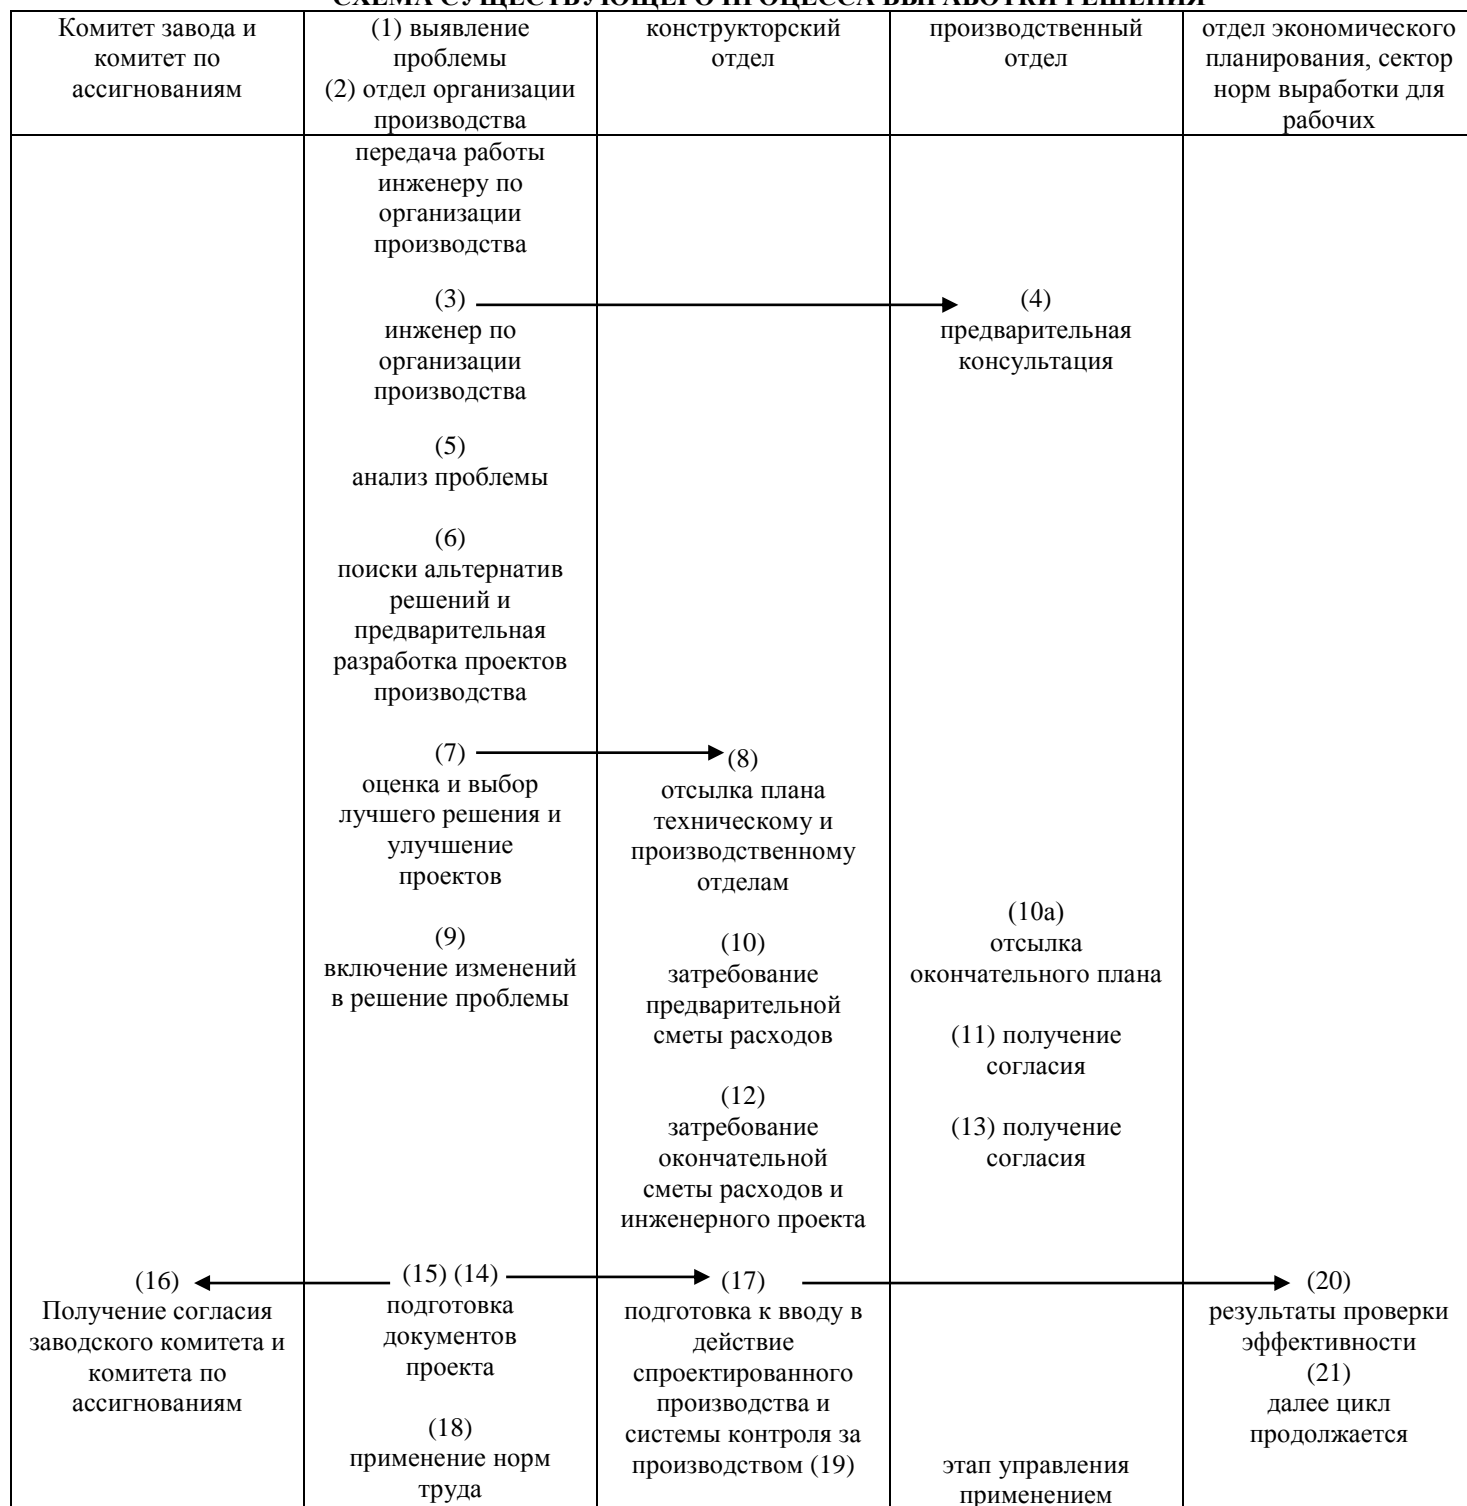 СХЕМА СУЩЕСТВУЮЩЕГО ПРОЦЕССА ВЫРАБОТКИ РЕШЕНИЯ
Комитет завода и
комитет по
ассигнованиям
(1) выявление
проблемы
(2) отдел организации
производства
конструкторский
отдел
производственный
отдел
отдел экономического
планирования, сектор
норм выработки для
рабочих
передача работы
инженеру по
организации
производства
(3)
инженер по
организации
производства
(4)
предварительная
консультация
(5)
анализ проблемы
(6)
поиски альтернатив
решений и
предварительная
разработка проектов
производства
(7)
оценка и выбор
лучшего решения и
улучшение
проектов
(8)
отсылка плана
техническому и
производственному
отделам
(9)
включение изменений
в решение проблемы
(10)
затребование
предварительной
сметы расходов
(10а)
отсылка
окончательного плана
(11) получение
согласия
(12)
затребование
окончательной
сметы расходов и
инженерного проекта
(13) получение
согласия
(16)
Получение согласия
заводского комитета и
комитета по
ассигнованиям
(15) (14)
подготовка
документов
проекта
(18)
применение норм
труда
(17)
подготовка к вводу в
действие
спроектированного
производства и
системы контроля за
производством (19)
этап управления
применением
(20)
результаты проверки
эффективности
(21)
далее цикл
продолжается